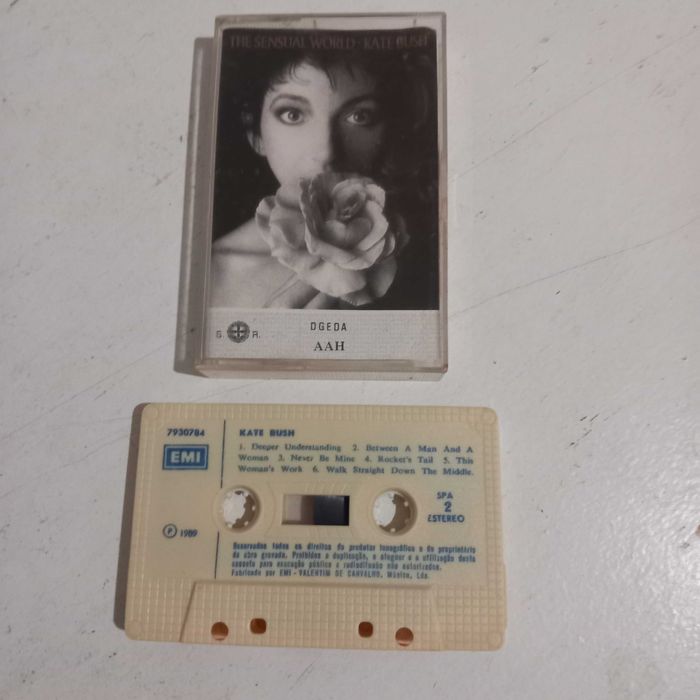 THE SENSUAL WORLD · KATE BUSH
G. R.
DGEDA
AAH
7930784
EMI
KATE BUSH
1. Deeper Understanding 2. Between A Man And A
Woman 3. Never Be Mine 4. Rocket's Tail 5. This
Woman's Work 6. Walk Straight Down The Middle.
SPA
2
ESTEREO
P 1989
Reservados todos os direitos do produtor fonográfico e do proprietário
da obra gravada. Proibidos a duplicação, o aluguer e a utilização desta
cassete para execução pública e radiodifusão não autorizadas.
Fabricado por EMI - VALENTIM DE CARVALHO, Música, Lda.